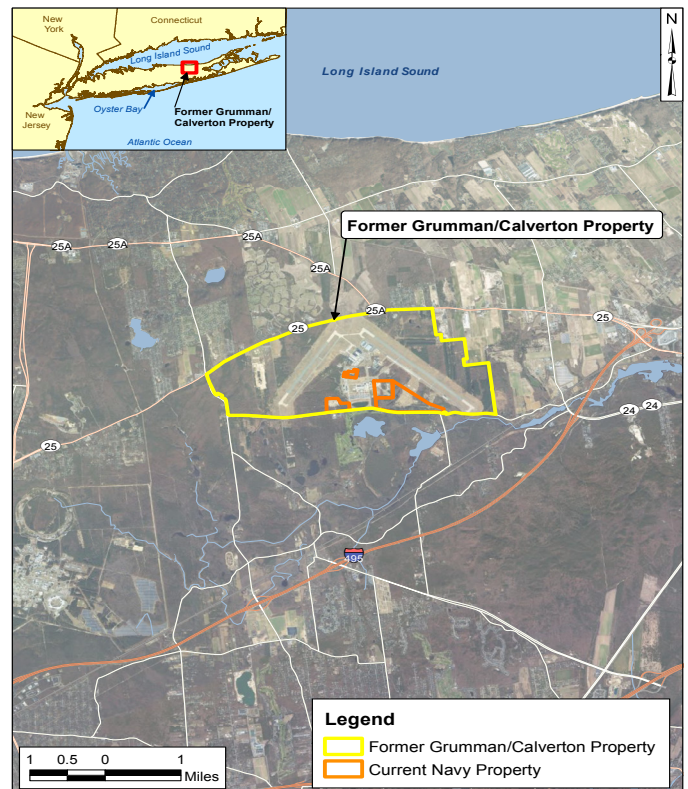 New
York
Connecticut
Long Island Sound
Oyster Bay
Former Grumman/
Calverton Property
New
Jersey
Atlantic Ocean
Long Island Sound
N
Former Grumman/Calverton Property
25A
25A
25A
25A
25A
25
25
25
24
24
495
Legend
Former Grumman/Calverton Property
Current Navy Property
1 0.5 0 1
Miles